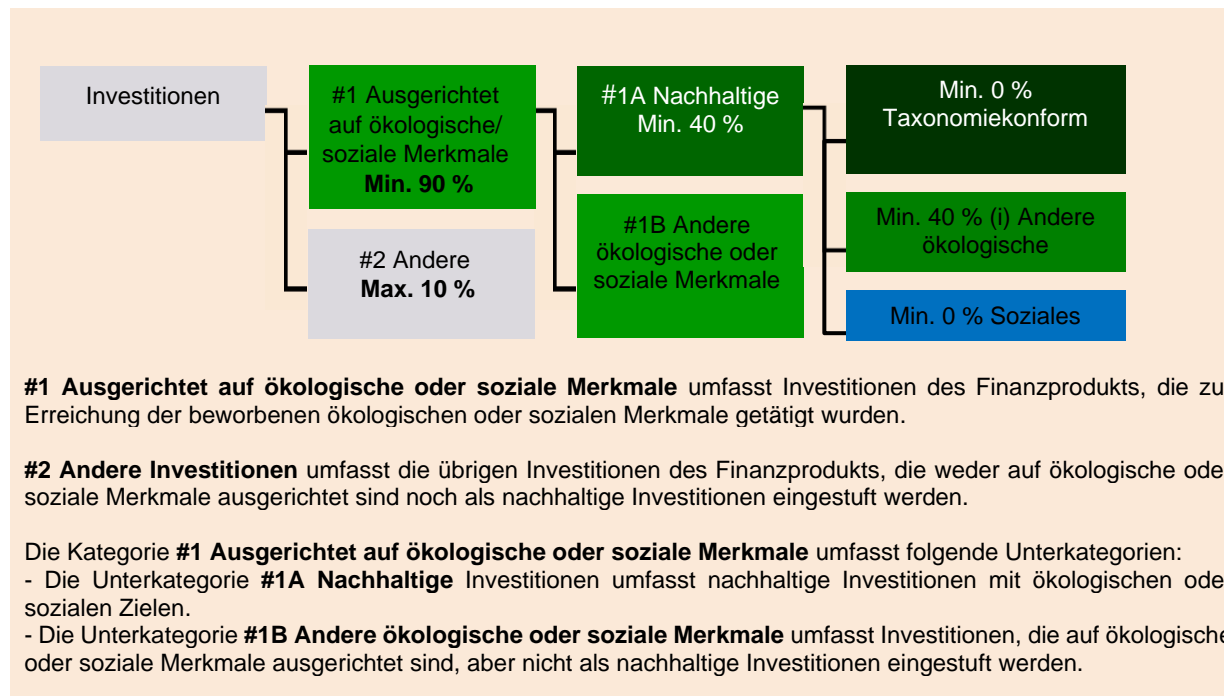 Investitionen
#1 Ausgerichtet
auf ökologische/
soziale Merkmale
Min. 90 %
#2 Andere
Max. 10 %
#1A Nachhaltige
Min. 40 %
#1B Andere
ökologische oder
soziale Merkmale
Min. 0 %
Taxonomiekonform
Min. 40 % (i) Andere
ökologische
Min. 0 % Soziales
#1 Ausgerichtet auf ökologische oder soziale Merkmale umfasst Investitionen des Finanzprodukts, die zu
Erreichung der beworbenen ökologischen oder sozialen Merkmale getätigt wurden.
#2 Andere Investitionen umfasst die übrigen Investitionen des Finanzprodukts, die weder auf ökologische ode
soziale Merkmale ausgerichtet sind noch als nachhaltige Investitionen eingestuft werden.
Die Kategorie #1 Ausgerichtet auf ökologische oder soziale Merkmale umfasst folgende Unterkategorien:
- Die Unterkategorie #1A Nachhaltige Investitionen umfasst nachhaltige Investitionen mit ökologischen ode
sozialen Zielen.
- Die Unterkategorie #1B Andere ökologische oder soziale Merkmale umfasst Investitionen, die auf ökologische
oder soziale Merkmale ausgerichtet sind, aber nicht als nachhaltige Investitionen eingestuft werden.